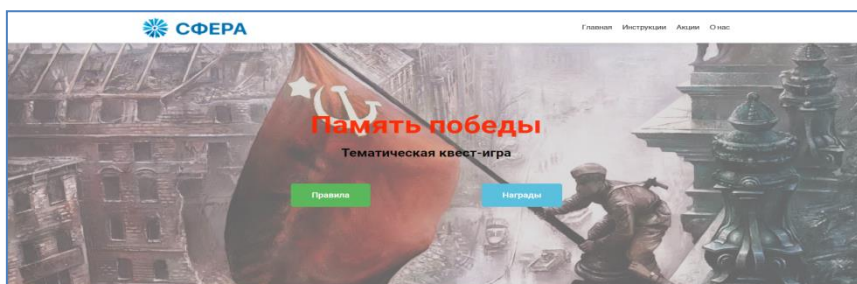 СФЕРА
Главная Инструкции Акции О нас
Память победы
Тематическая квест-игра
Правила Награды